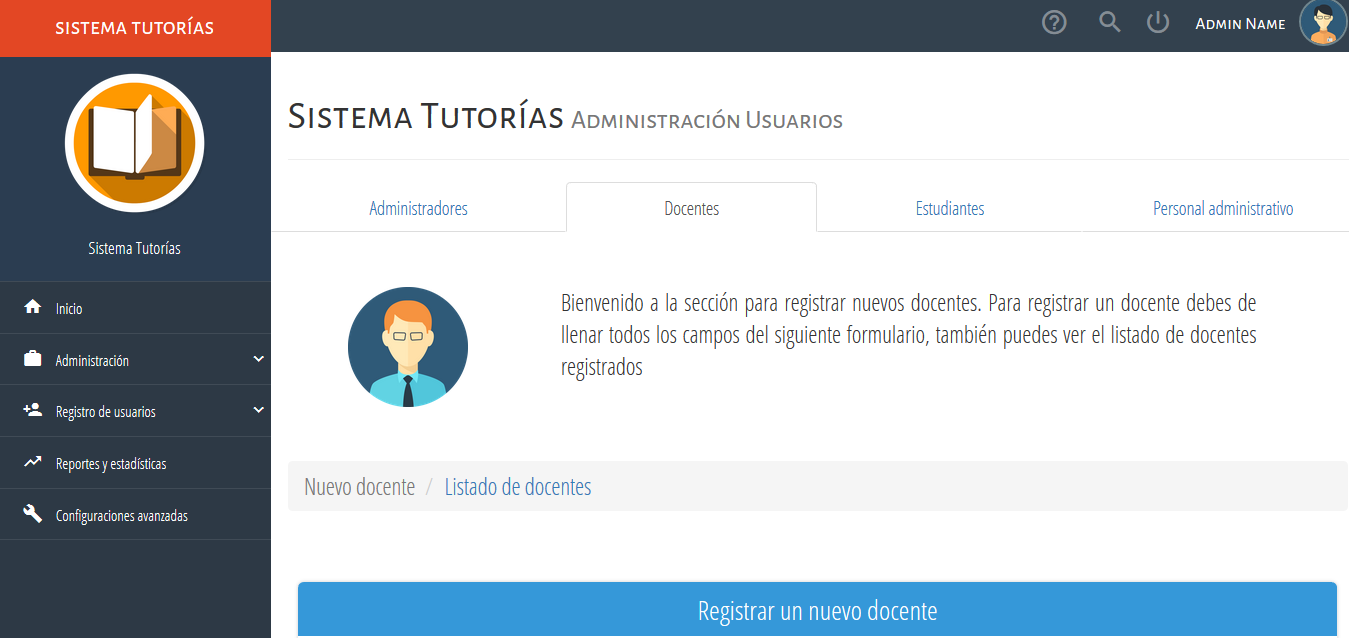 SISTEMA TUTORÍAS
Admin Name
Sistema Tutorías
Inicio
Administración
Registro de usuarios
Reportes y estadísticas
Configuraciones avanzadas
Sistema Tutorías Administración Usuarios
Administradores
Docentes
Estudiantes
Personal administrativo
Bienvenido a la sección para registrar nuevos docentes. Para registrar un docente debes de
llenar todos los campos del siguiente formulario, también puedes ver el listado de docentes
registrados
Nuevo docente / Listado de docentes
Registrar un nuevo docente